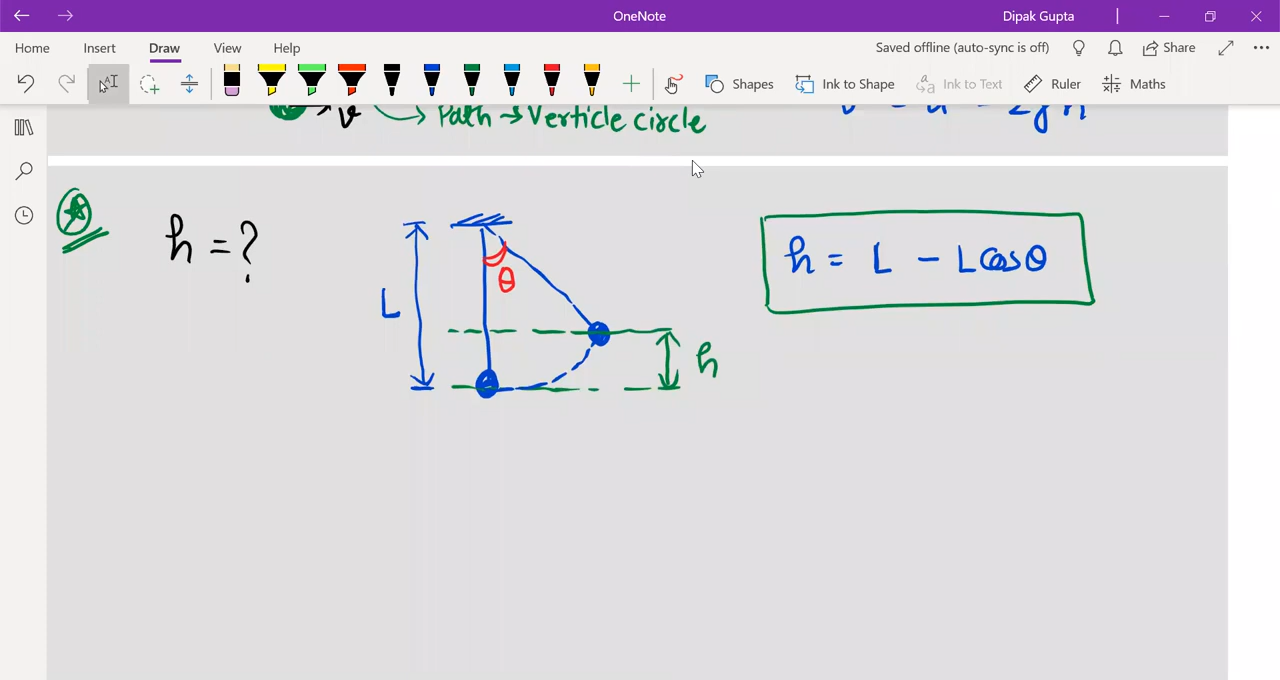 OneNote
Dipak Gupta
Home Insert Draw View Help
Saved offline (auto-sync is off)
Share
Shapes
Ink to Shape
Ink to Text
Ruler
Maths
v → Path → Verticle circle
h = ?
h = L - L cosθ
θ
L
h